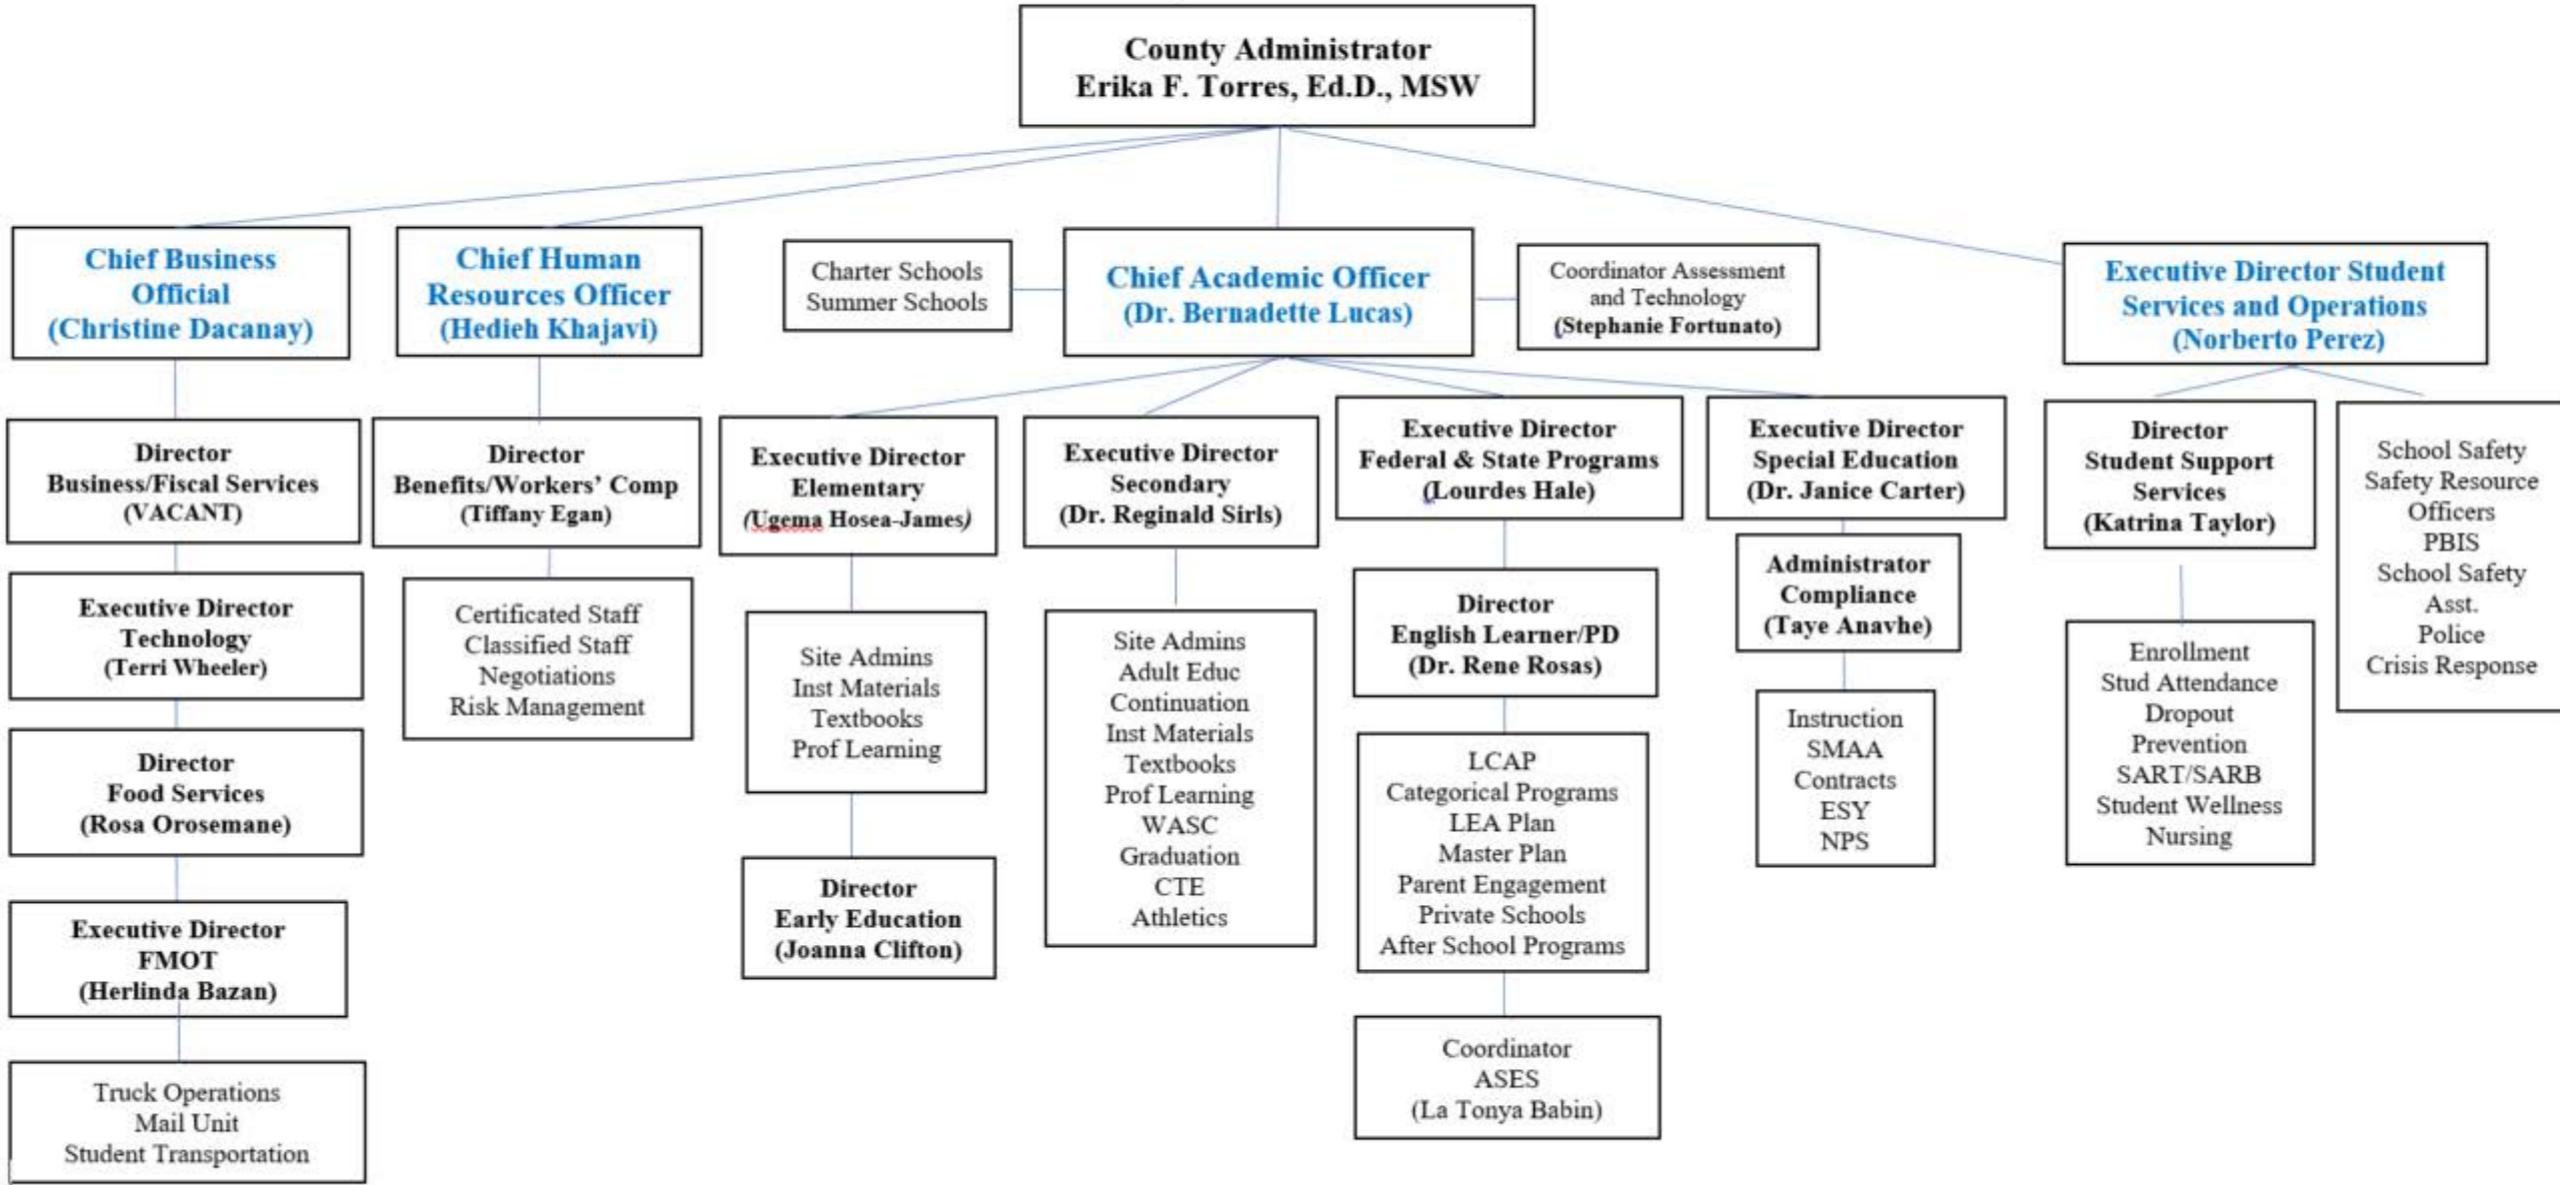 County Administrator
Erika F. Torres, Ed.D., MSW
Chief Business
Official
(Christine Dacanay)
Chief Human
Resources Officer
(Hedieh Khajavi)
Charter Schools
Summer Schools
Chief Academic Officer
(Dr. Bernadette Lucas)
Coordinator Assessment
and Technology
(Stephanie Fortunato)
Executive Director Student
Services and Operations
(Norberto Perez)
Director
Business/Fiscal Services
(VACANT)
Executive Director
Technology
(Terri Wheeler)
Director
Food Services
(Rosa Orosemane)
Executive Director
FMOT
(Herlinda Bazan)
Truck Operations
Mail Unit
Student Transportation
Director
Benefits/Workers’ Comp
(Tiffany Egan)
Certificated Staff
Classified Staff
Negotiations
Risk Management
Executive Director
Elementary
(Ugema Hosea-James)
Site Admins
Inst Materials
Textbooks
Prof Learning
Director
Early Education
(Joanna Clifton)
Executive Director
Secondary
(Dr. Reginald Sirls)
Site Admins
Adult Educ
Continuation
Inst Materials
Textbooks
Prof Learning
WASC
Graduation
CTE
Athletics
Executive Director
Federal & State Programs
(Lourdes Hale)
Director
English Learner/PD
(Dr. Rene Rosas)
LCAP
Categorical Programs
LEA Plan
Master Plan
Parent Engagement
Private Schools
After School Programs
Coordinator
ASES
(La Tonya Babin)
Executive Director
Special Education
(Dr. Janice Carter)
Administrator
Compliance
(Taye Anavhe)
Instruction
SMAA
Contracts
ESY
NPS
Director
Student Support
Services
(Katrina Taylor)
Enrollment
Stud Attendance
Dropout
Prevention
SART/SARB
Student Wellness
Nursing
School Safety
Safety Resource
Officers
PBIS
School Safety
Asst.
Police
Crisis Response